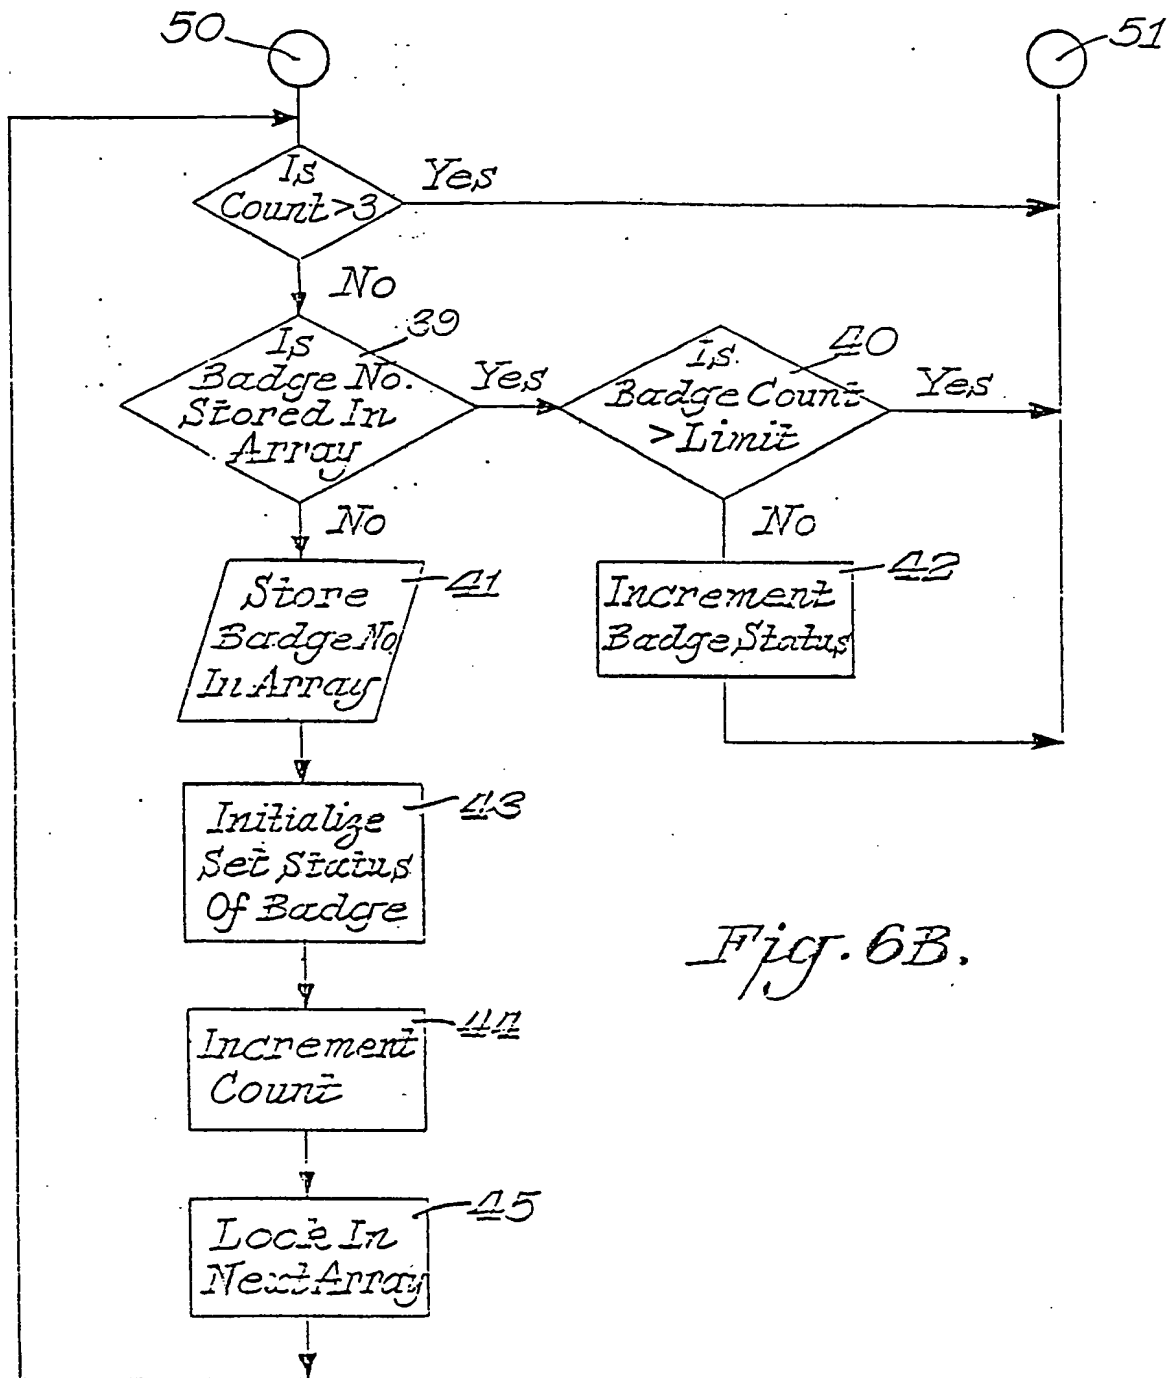 50
51
Is
Count>3
Yes
No
39
Is
Badge No.
Stored In
Array
Yes
40
Is
Badge Count
>Limit
Yes
No
No
41
Store
Badge No
In Array
42
Increment
Badge Status
43
Initialize
Set Status
Of Badge
Fig. 6B.
44
Increment
Count
45
Lock In
Next Array